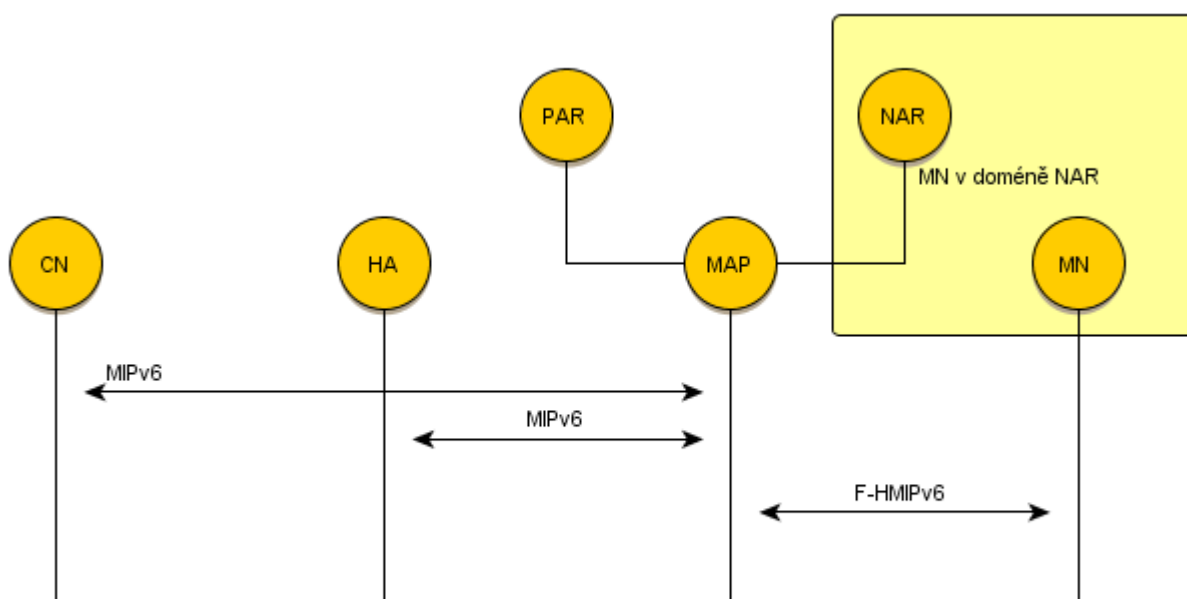 PAR
NAR
MN v doméně NAR
CN
HA
MAP
MN
MIPv6
MIPv6
F-HMIPv6